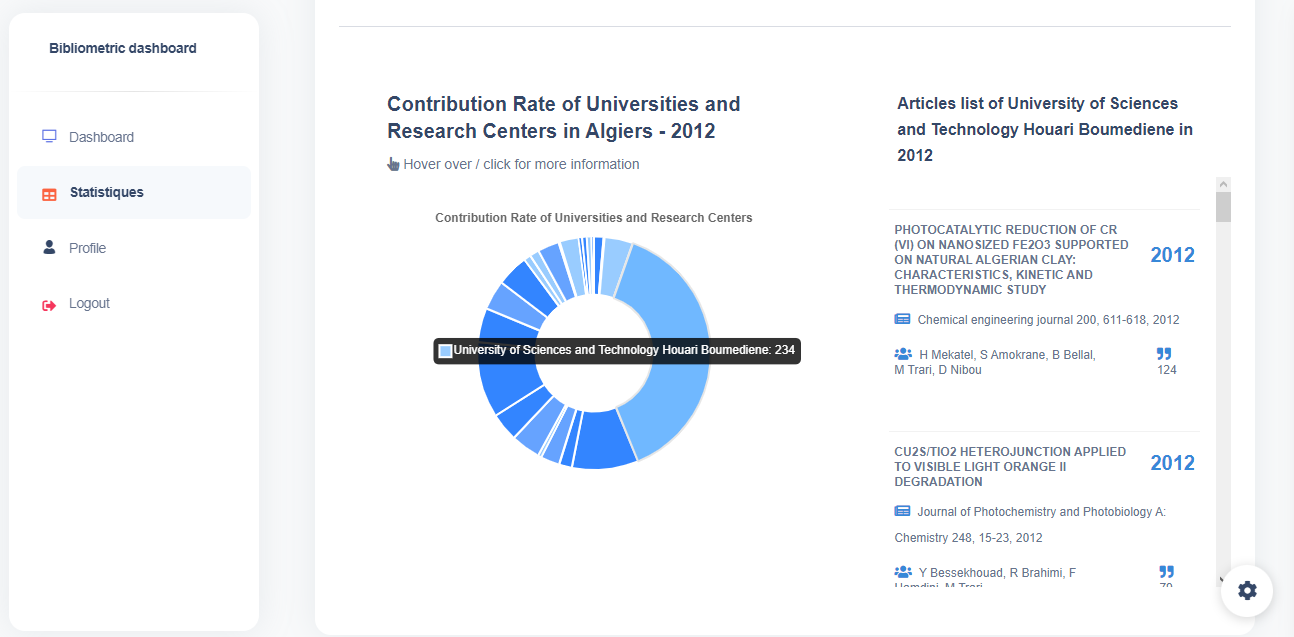 Bibliometric dashboard
Dashboard
Statistiques
Profile
Logout
Contribution Rate of Universities and
Research Centers in Algiers - 2012
Hover over / click for more information
Contribution Rate of Universities and Research Centers
University of Sciences and Technology Houari Boumediene: 234
Articles list of University of Sciences
and Technology Houari Boumediene in
2012
PHOTOCATALYTIC REDUCTION OF CR
(VI) ON NANOSIZED FE2O3 SUPPORTED
ON NATURAL ALGERIAN CLAY:
CHARACTERISTICS, KINETIC AND
THERMODYNAMIC STUDY
2012
Chemical engineering journal 200, 611-618, 2012
H Mekatel, S Amokrane, B Bellal,
M Trari, D Nibou
124
CU2S/TIO2 HETEROJUNCTION APPLIED
TO VISIBLE LIGHT ORANGE II
DEGRADATION
2012
Journal of Photochemistry and Photobiology A:
Chemistry 248, 15-23, 2012
Y Bessekhouad, R Brahimi, F